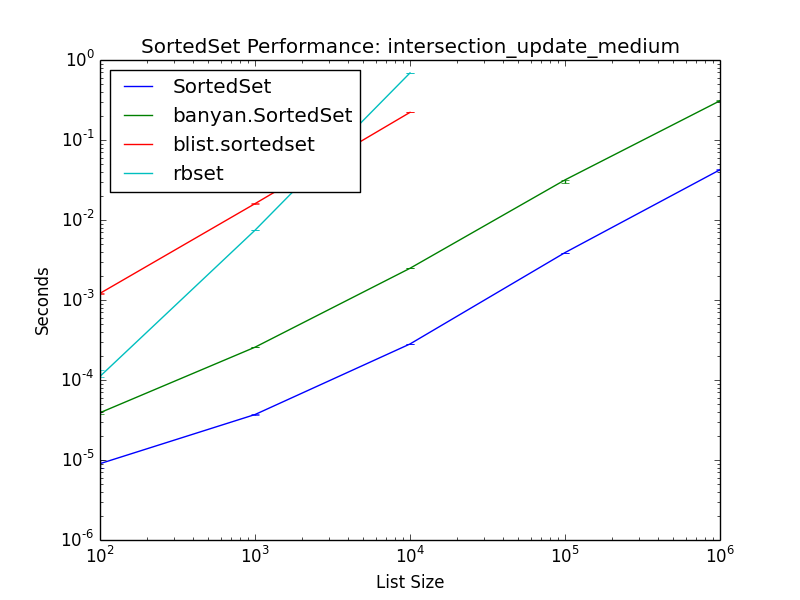 SortedSet Performance: intersection_update_medium
10^0
10^-1
10^-2
10^-3
10^-4
10^-5
10^-6
Seconds
SortedSet
banyan.SortedSet
blist.sortedset
rbset
10^2 10^3 10^4 10^5 10^6
List Size